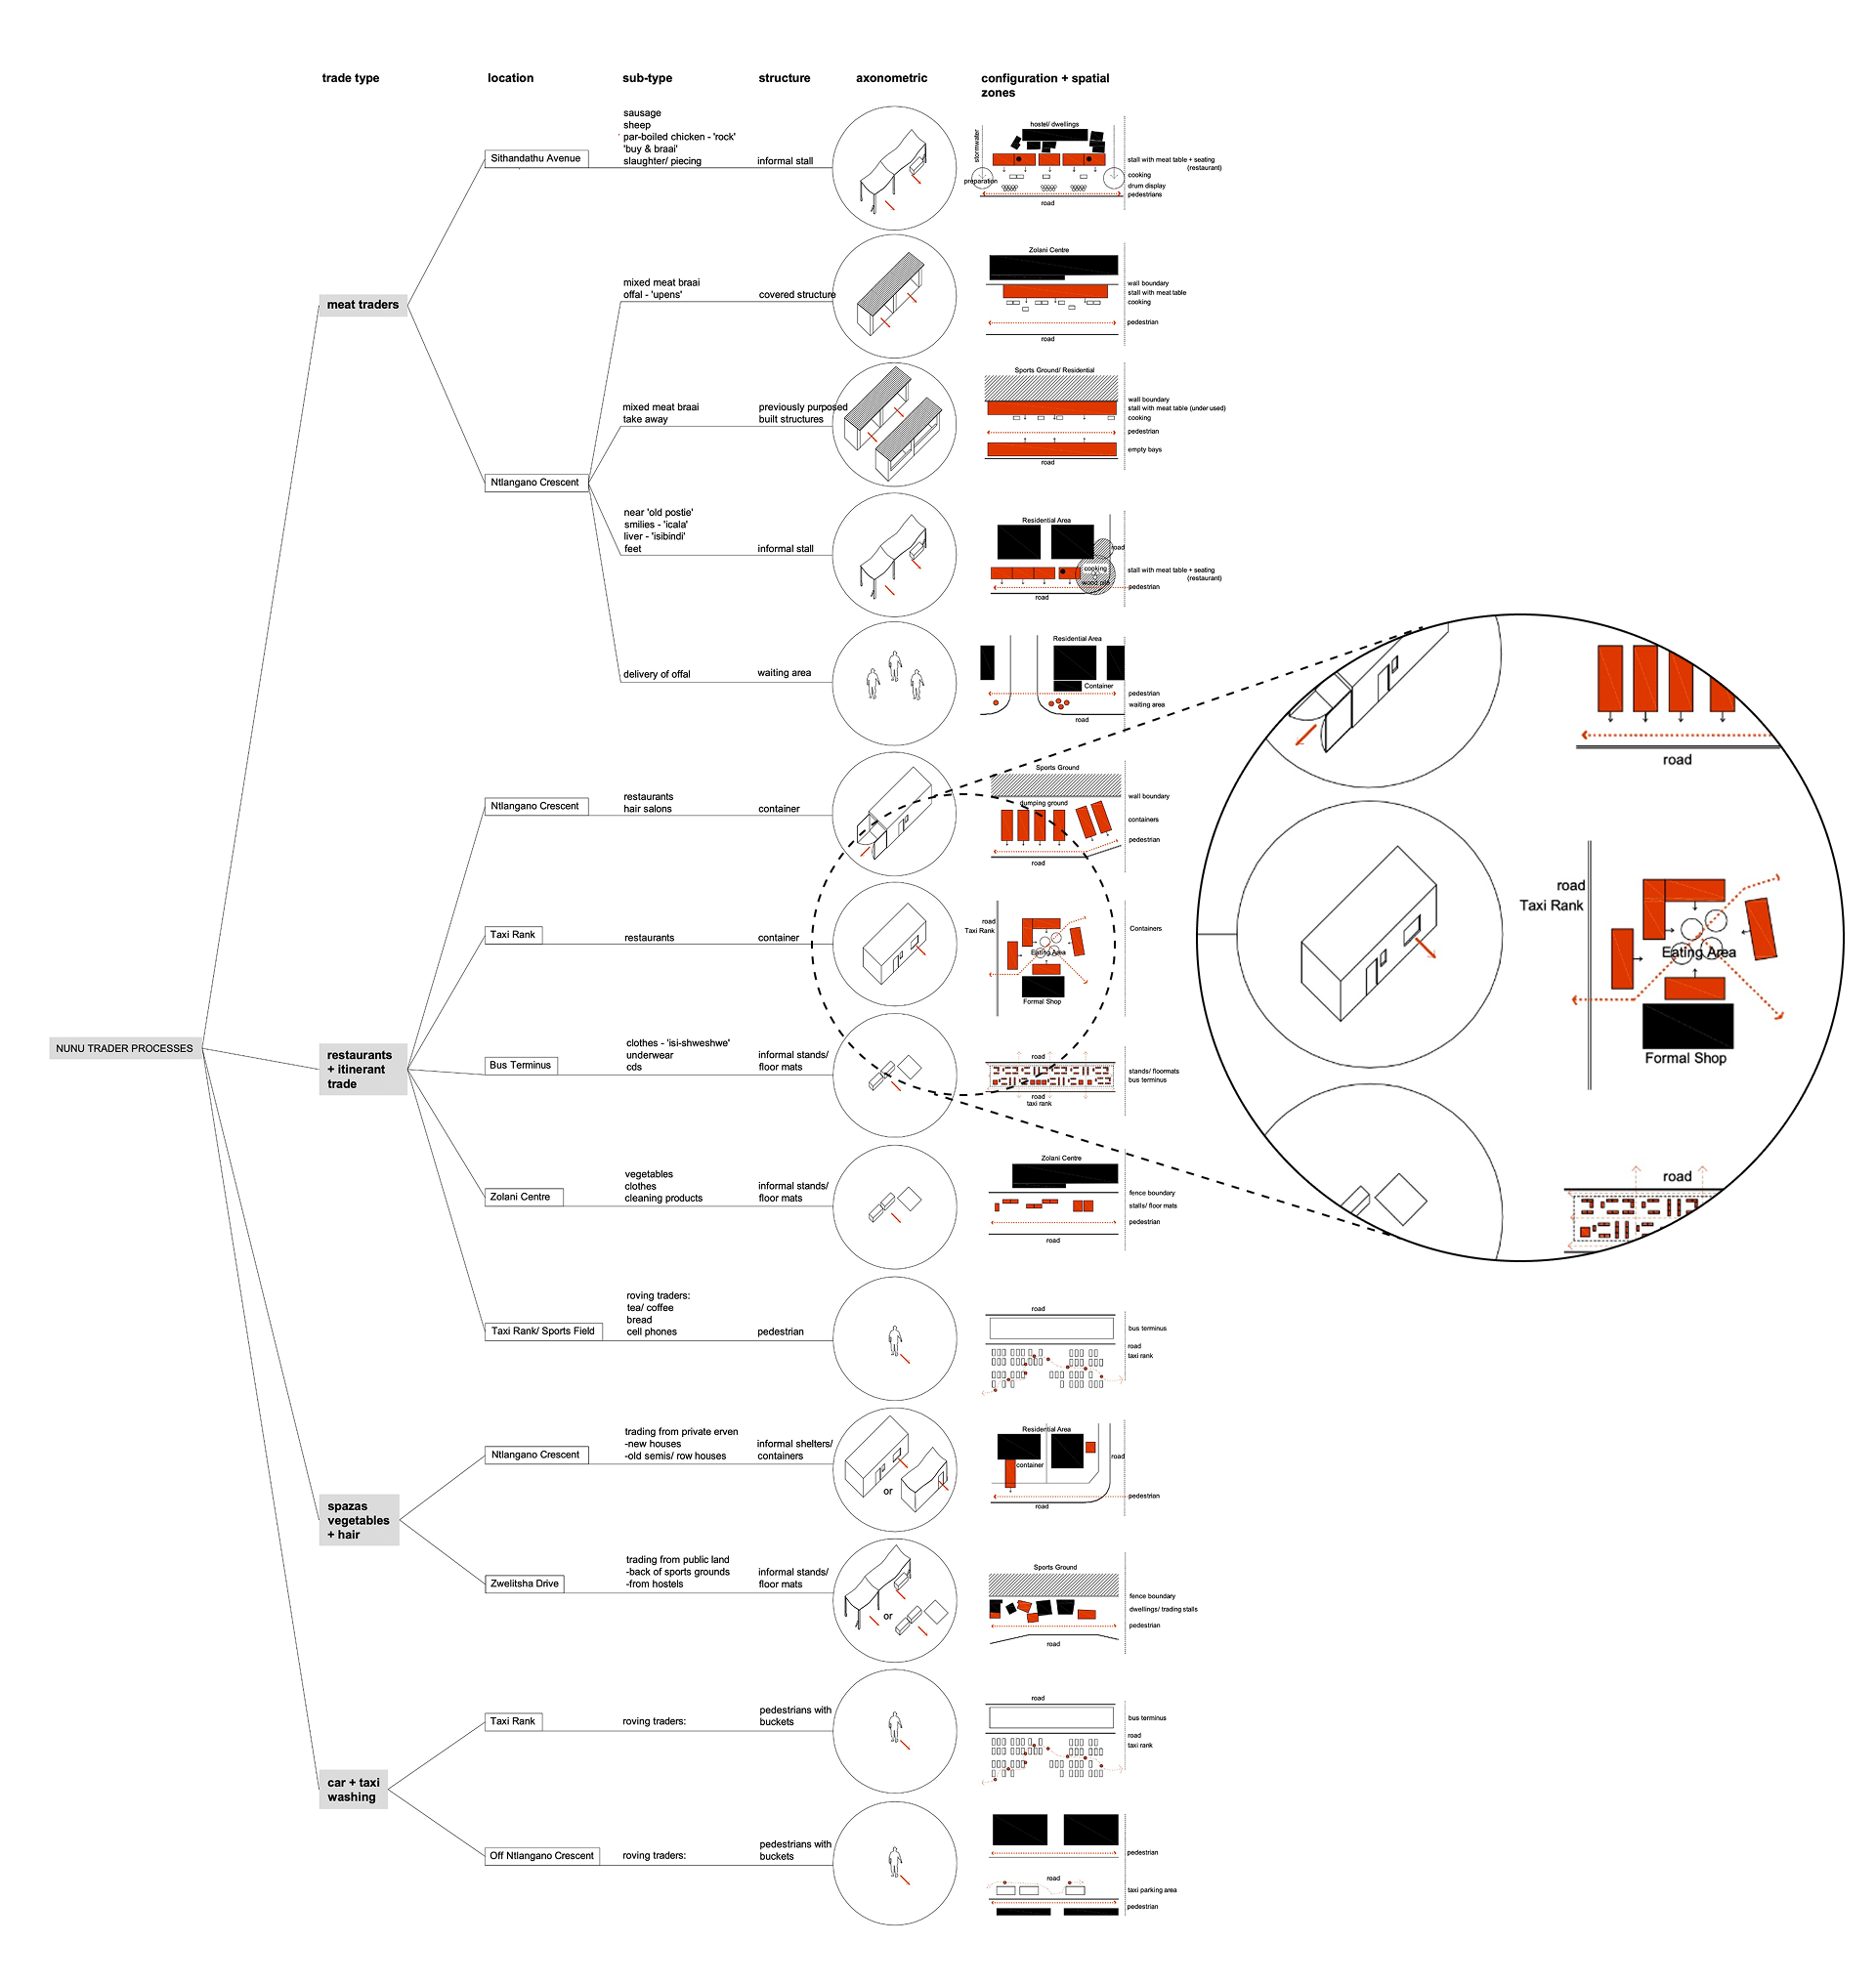 trade type
location
sub-type
structure
axonometric
configuration + spatial
zones
NUNU TRADER PROCESSES
meat traders
Sithandathu Avenue
sausage
sheep
par-boiled chicken - 'rock'
'buy & braai'
slaughter/ piecing
informal stall
hostel/ dwellings
stormwater
preparation
road
stall with meat table + seating
(restaurant)
cooking
drum display
pedestrians
Ntlangano Crescent
mixed meat braai
offal - 'upens'
covered structure
Zolani Centre
wall boundary
stall with meat table
cooking
pedestrian
road
mixed meat braai
take away
previously purposed
built structures
Sports Ground/ Residential
wall boundary
stall with meat table (under used)
cooking
pedestrian
empty bays
road
near 'old postie'
smilies - 'icala'
liver - 'isibindi'
feet
informal stall
Residential Area
road
cooking
wood pile
stall with meat table + seating
(restaurant)
pedestrian
road
delivery of offal
waiting area
Residential Area
Container
pedestrian
waiting area
road
restaurants
+ itinerant
trade
Ntlangano Crescent
restaurants
hair salons
container
Sports Ground
dumping ground
wall boundary
containers
pedestrian
road
Taxi Rank
restaurants
container
road
Taxi Rank
Eating Area
Formal Shop
Containers
Bus Terminus
clothes - 'isi-shweshwe'
underwear
cds
informal stands/
floor mats
road
stands/ floormats
bus terminus
road
taxi rank
Zolani Centre
vegetables
clothes
cleaning products
informal stands/
floor mats
Zolani Centre
fence boundary
stalls/ floor mats
pedestrian
road
Taxi Rank/ Sports Field
roving traders:
tea/ coffee
bread
cell phones
pedestrian
road
bus terminus
road
taxi rank
spazas
vegetables
+ hair
Ntlangano Crescent
trading from private erven
-new houses
-old semis/ row houses
informal shelters/
containers
or
Residential Area
container
road
pedestrian
road
Zwelitsha Drive
trading from public land
-back of sports grounds
-from hostels
informal stands/
floor mats
or
Sports Ground
fence boundary
dwellings/ trading stalls
pedestrian
road
car + taxi
washing
Taxi Rank
roving traders:
pedestrians with
buckets
road
bus terminus
road
taxi rank
Off Ntlangano Crescent
roving traders:
pedestrians with
buckets
pedestrian
road
taxi parking area
pedestrian
road
road
Taxi Rank
Eating Area
Formal Shop
road